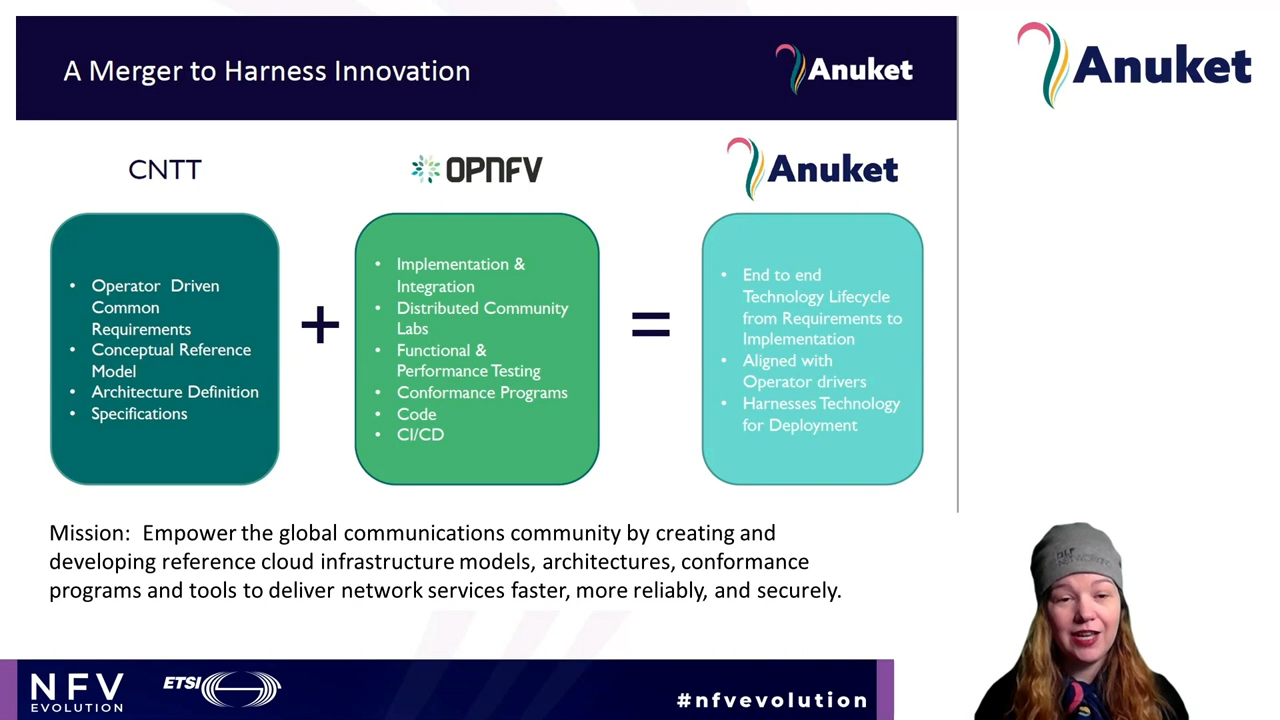 A Merger to Harness Innovation
Anuket
Anuket
CNTT
OPNFV
Anuket
• Operator Driven
Common
Requirements
• Conceptual Reference
Model
• Architecture Definition
• Specifications
+
• Implementation &
Integration
• Distributed Community
Labs
• Functional &
Performance Testing
• Conformance Programs
• Code
• CI/CD
=
• End to end
Technology Lifecycle
from Requirements to
Implementation
• Aligned with
Operator drivers
• Harnesses Technology
for Deployment
Mission: Empower the global communications community by creating and
developing reference cloud infrastructure models, architectures, conformance
programs and tools to deliver network services faster, more reliably, and securely.
NFV
EVOLUTION
ETSI
#nfvevolution